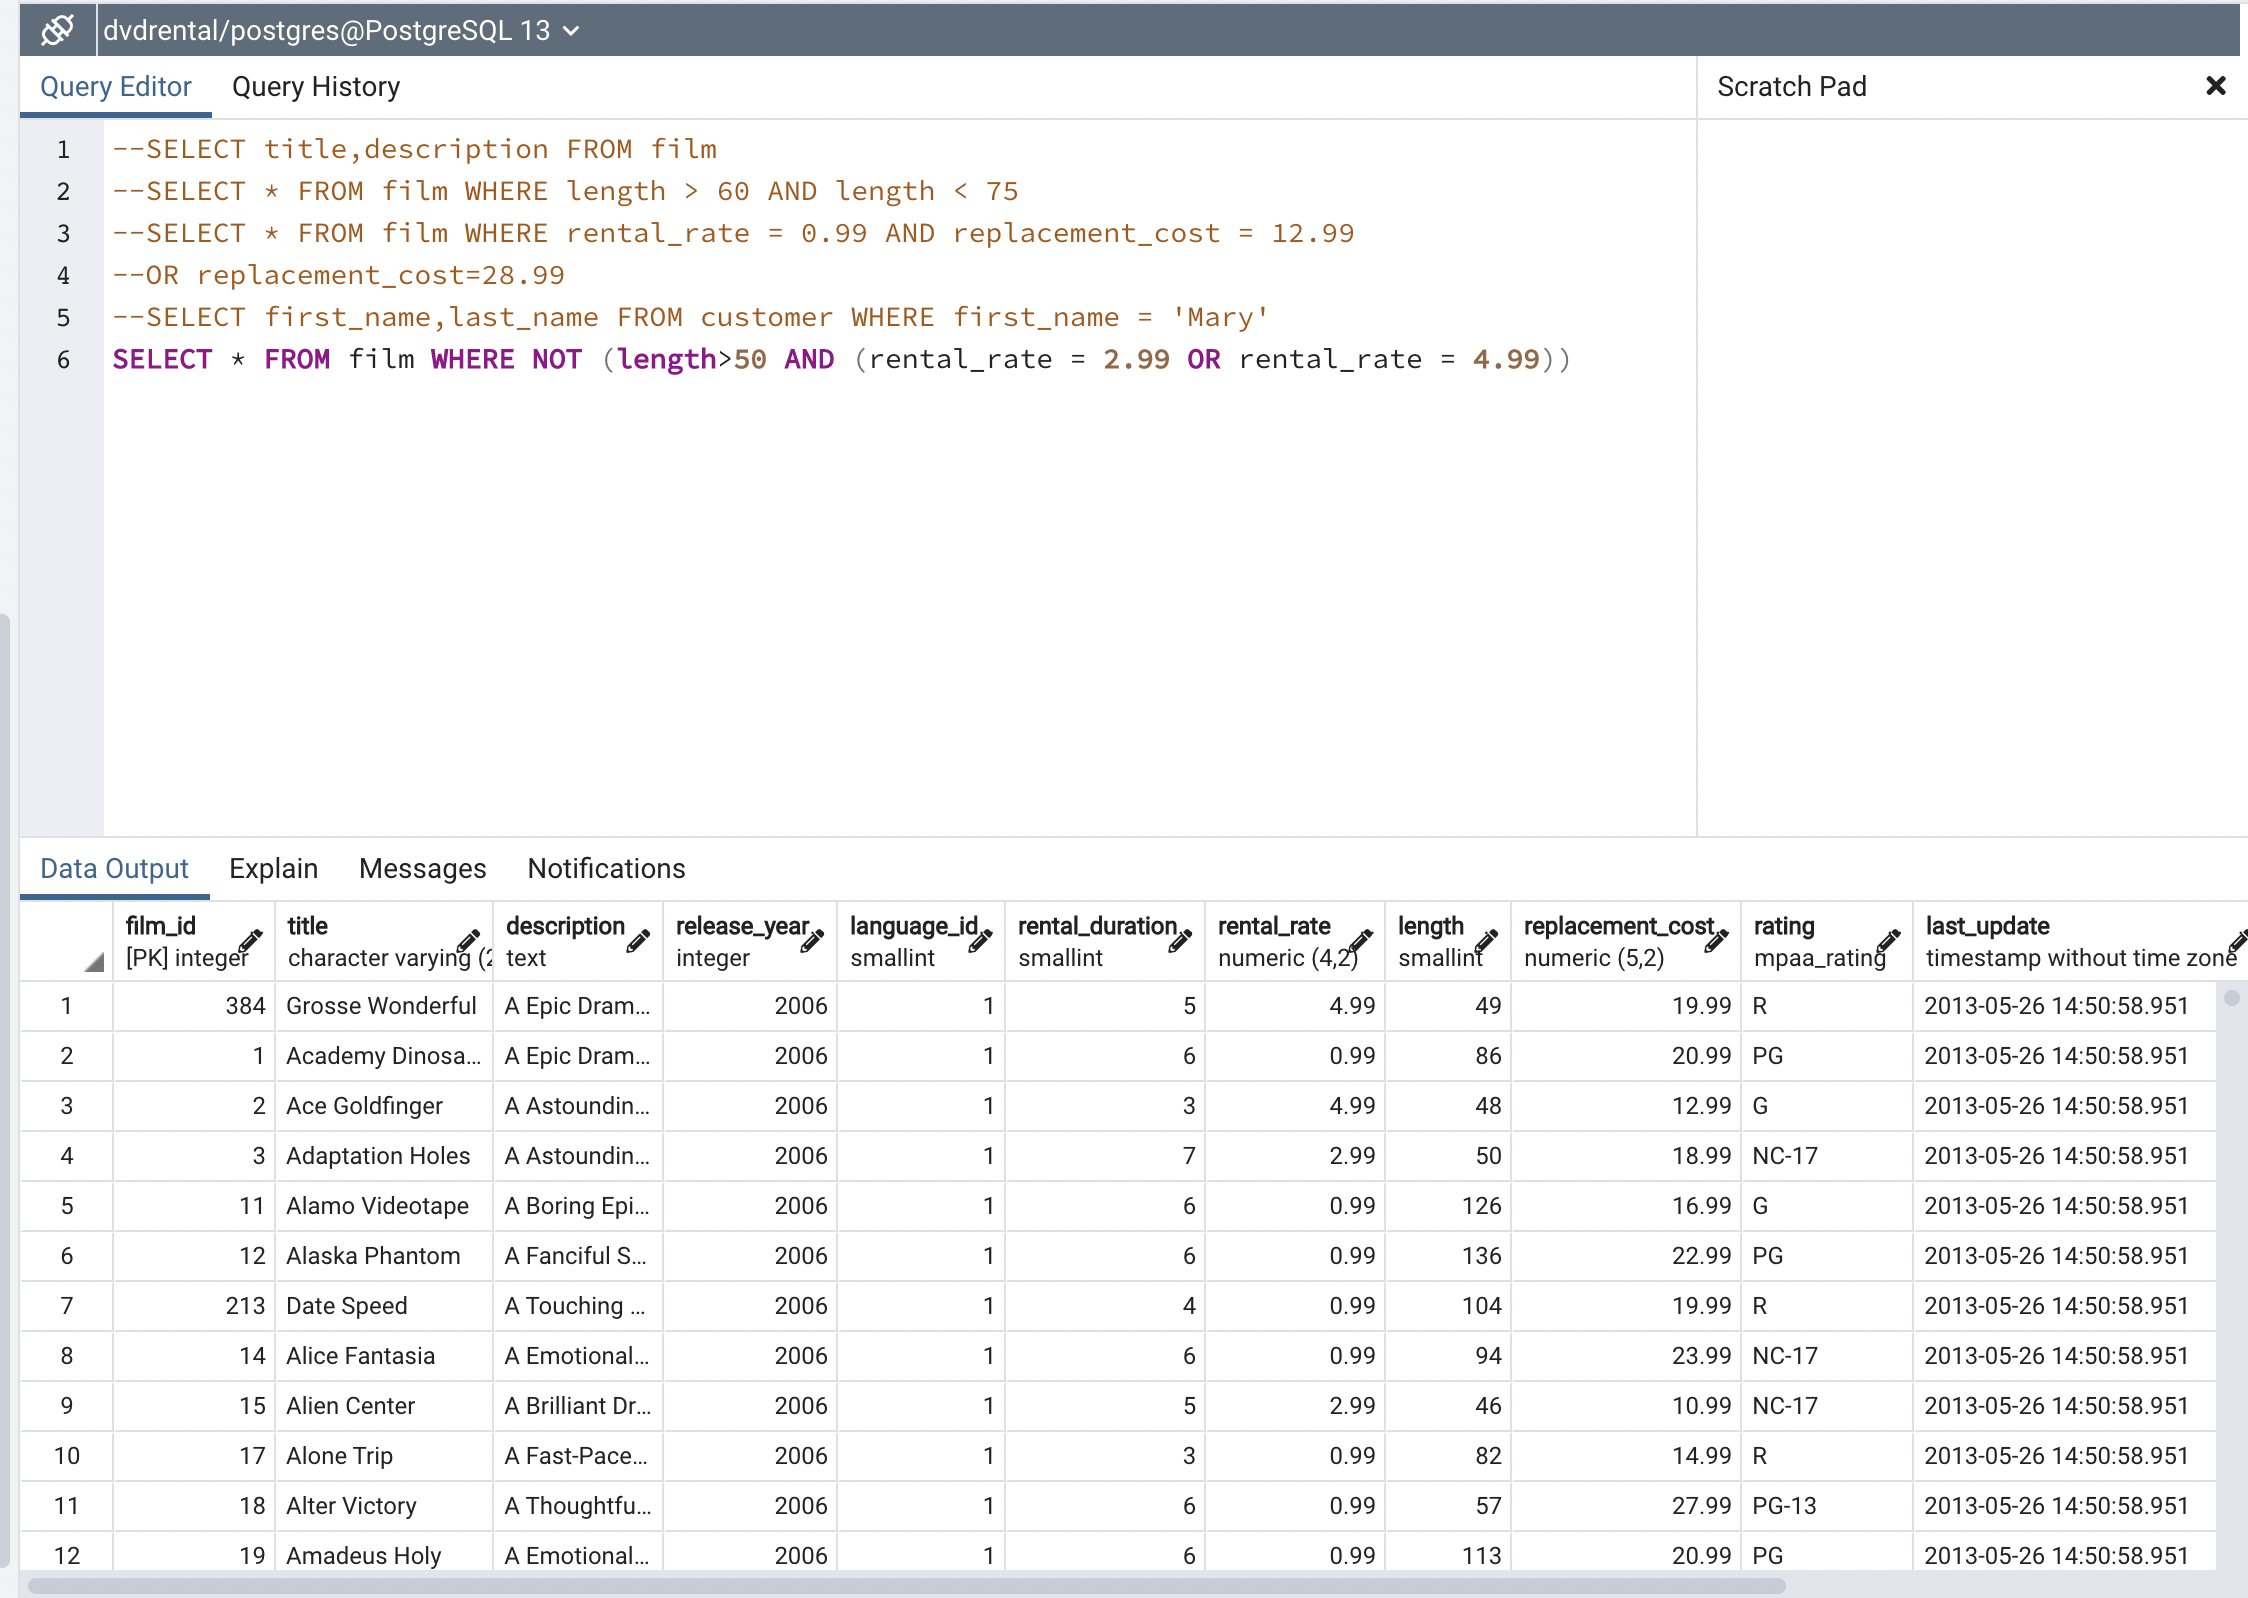 dvdrental/postgres@PostgreSQL 13
Query Editor Query History Scratch Pad
1 --SELECT title,description FROM film
2 --SELECT * FROM film WHERE length > 60 AND length < 75
3 --SELECT * FROM film WHERE rental_rate = 0.99 AND replacement_cost = 12.99
4 --OR replacement_cost=28.99
5 --SELECT first_name,last_name FROM customer WHERE first_name = 'Mary'
6 SELECT * FROM film WHERE NOT (length>50 AND (rental_rate = 2.99 OR rental_rate = 4.99))
Data Output Explain Messages Notifications
film_id title description release_year language_id rental_duration rental_rate length replacement_cost rating last_update
[PK] integer character varying (2 text integer smallint smallint numeric (4,2) smallint numeric (5,2) mpaa_rating timestamp without time zone
1 384 Grosse Wonderful A Epic Dram... 2006 1 5 4.99 49 19.99 R 2013-05-26 14:50:58.951
2 1 Academy Dinosa... A Epic Dram... 2006 1 6 0.99 86 20.99 PG 2013-05-26 14:50:58.951
3 2 Ace Goldfinger A Astoundin... 2006 1 3 4.99 48 12.99 G 2013-05-26 14:50:58.951
4 3 Adaptation Holes A Astoundin... 2006 1 7 2.99 50 18.99 NC-17 2013-05-26 14:50:58.951
5 11 Alamo Videotape A Boring Epi... 2006 1 6 0.99 126 16.99 G 2013-05-26 14:50:58.951
6 12 Alaska Phantom A Fanciful S... 2006 1 6 0.99 136 22.99 PG 2013-05-26 14:50:58.951
7 213 Date Speed A Touching ... 2006 1 4 0.99 104 19.99 R 2013-05-26 14:50:58.951
8 14 Alice Fantasia A Emotional... 2006 1 6 0.99 94 23.99 NC-17 2013-05-26 14:50:58.951
9 15 Alien Center A Brilliant Dr... 2006 1 5 2.99 46 10.99 NC-17 2013-05-26 14:50:58.951
10 17 Alone Trip A Fast-Pace... 2006 1 3 0.99 82 14.99 R 2013-05-26 14:50:58.951
11 18 Alter Victory A Thoughtfu... 2006 1 6 0.99 57 27.99 PG-13 2013-05-26 14:50:58.951
12 19 Amadeus Holy A Emotional... 2006 1 6 0.99 113 20.99 PG 2013-05-26 14:50:58.951